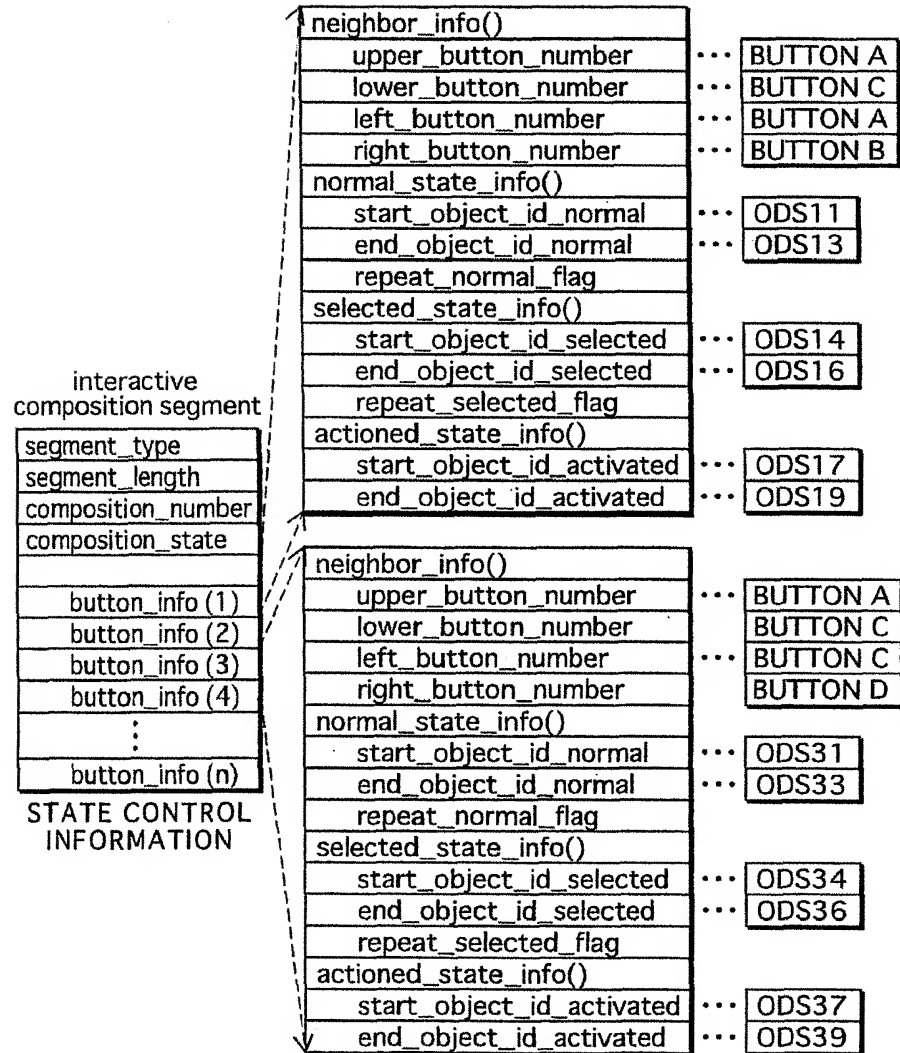 neighbor_info()
upper_button_number ... BUTTON A
lower_button_number ... BUTTON C
left_button_number ... BUTTON A
right_button_number ... BUTTON B
normal_state_info()
start_object_id_normal ... ODS11
end_object_id_normal ... ODS13
repeat_normal_flag
selected_state_info()
start_object_id_selected ... ODS14
end_object_id_selected ... ODS16
repeat_selected_flag
actioned_state_info()
start_object_id_activated ... ODS17
end_object_id_activated ... ODS19
interactive
composition segment
segment_type
segment_length
composition_number
composition_state
button_info (1)
button_info (2)
button_info (3)
button_info (4)
⋮
button_info (n)
STATE CONTROL
INFORMATION
neighbor_info()
upper_button_number ... BUTTON A
lower_button_number BUTTON C
left_button_number ... BUTTON C
right_button_number BUTTON D
normal_state_info()
start_object_id_normal ... ODS31
end_object_id_normal ... ODS33
repeat_normal_flag
selected_state_info()
start_object_id_selected ... ODS34
end_object_id_selected ... ODS36
repeat_selected_flag
actioned_state_info()
start_object_id_activated ... ODS37
end_object_id_activated ... ODS39